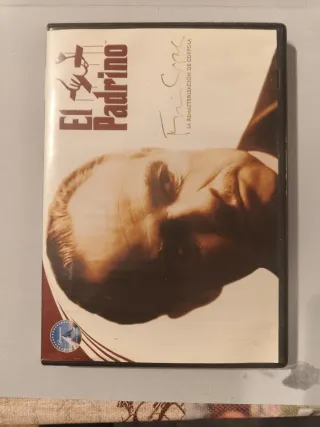 El
Padrino
LA REMASTERIZACIÓN DE COPPOLA